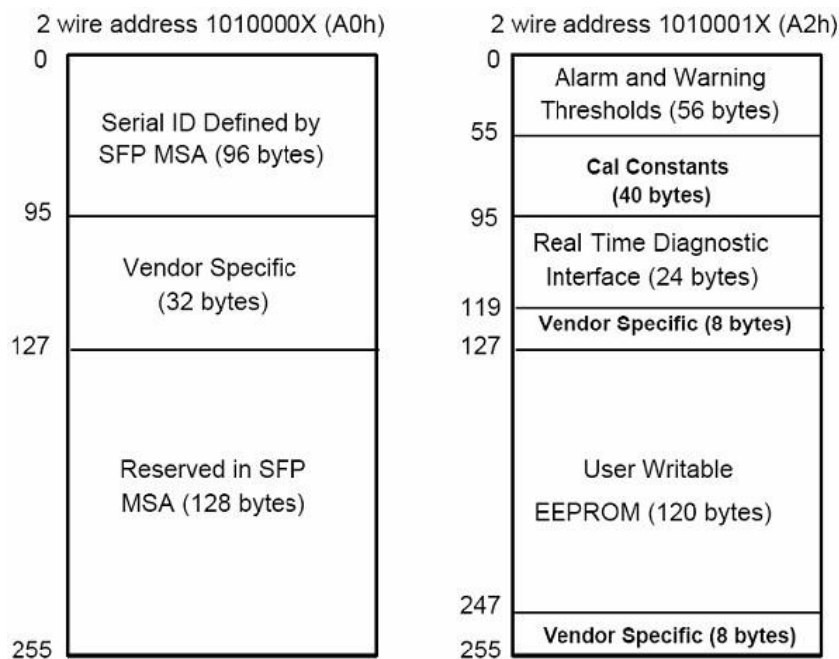 2 wire address 1010000X (A0h)
0
Serial ID Defined by
SFP MSA (96 bytes)
95
Vendor Specific
(32 bytes)
127
Reserved in SFP
MSA (128 bytes)
255
2 wire address 1010001X (A2h)
0
Alarm and Warning
Thresholds (56 bytes)
55
Cal Constants
(40 bytes)
95
Real Time Diagnostic
Interface (24 bytes)
119
Vendor Specific (8 bytes)
127
User Writable
EEPROM (120 bytes)
247
Vendor Specific (8 bytes)
255